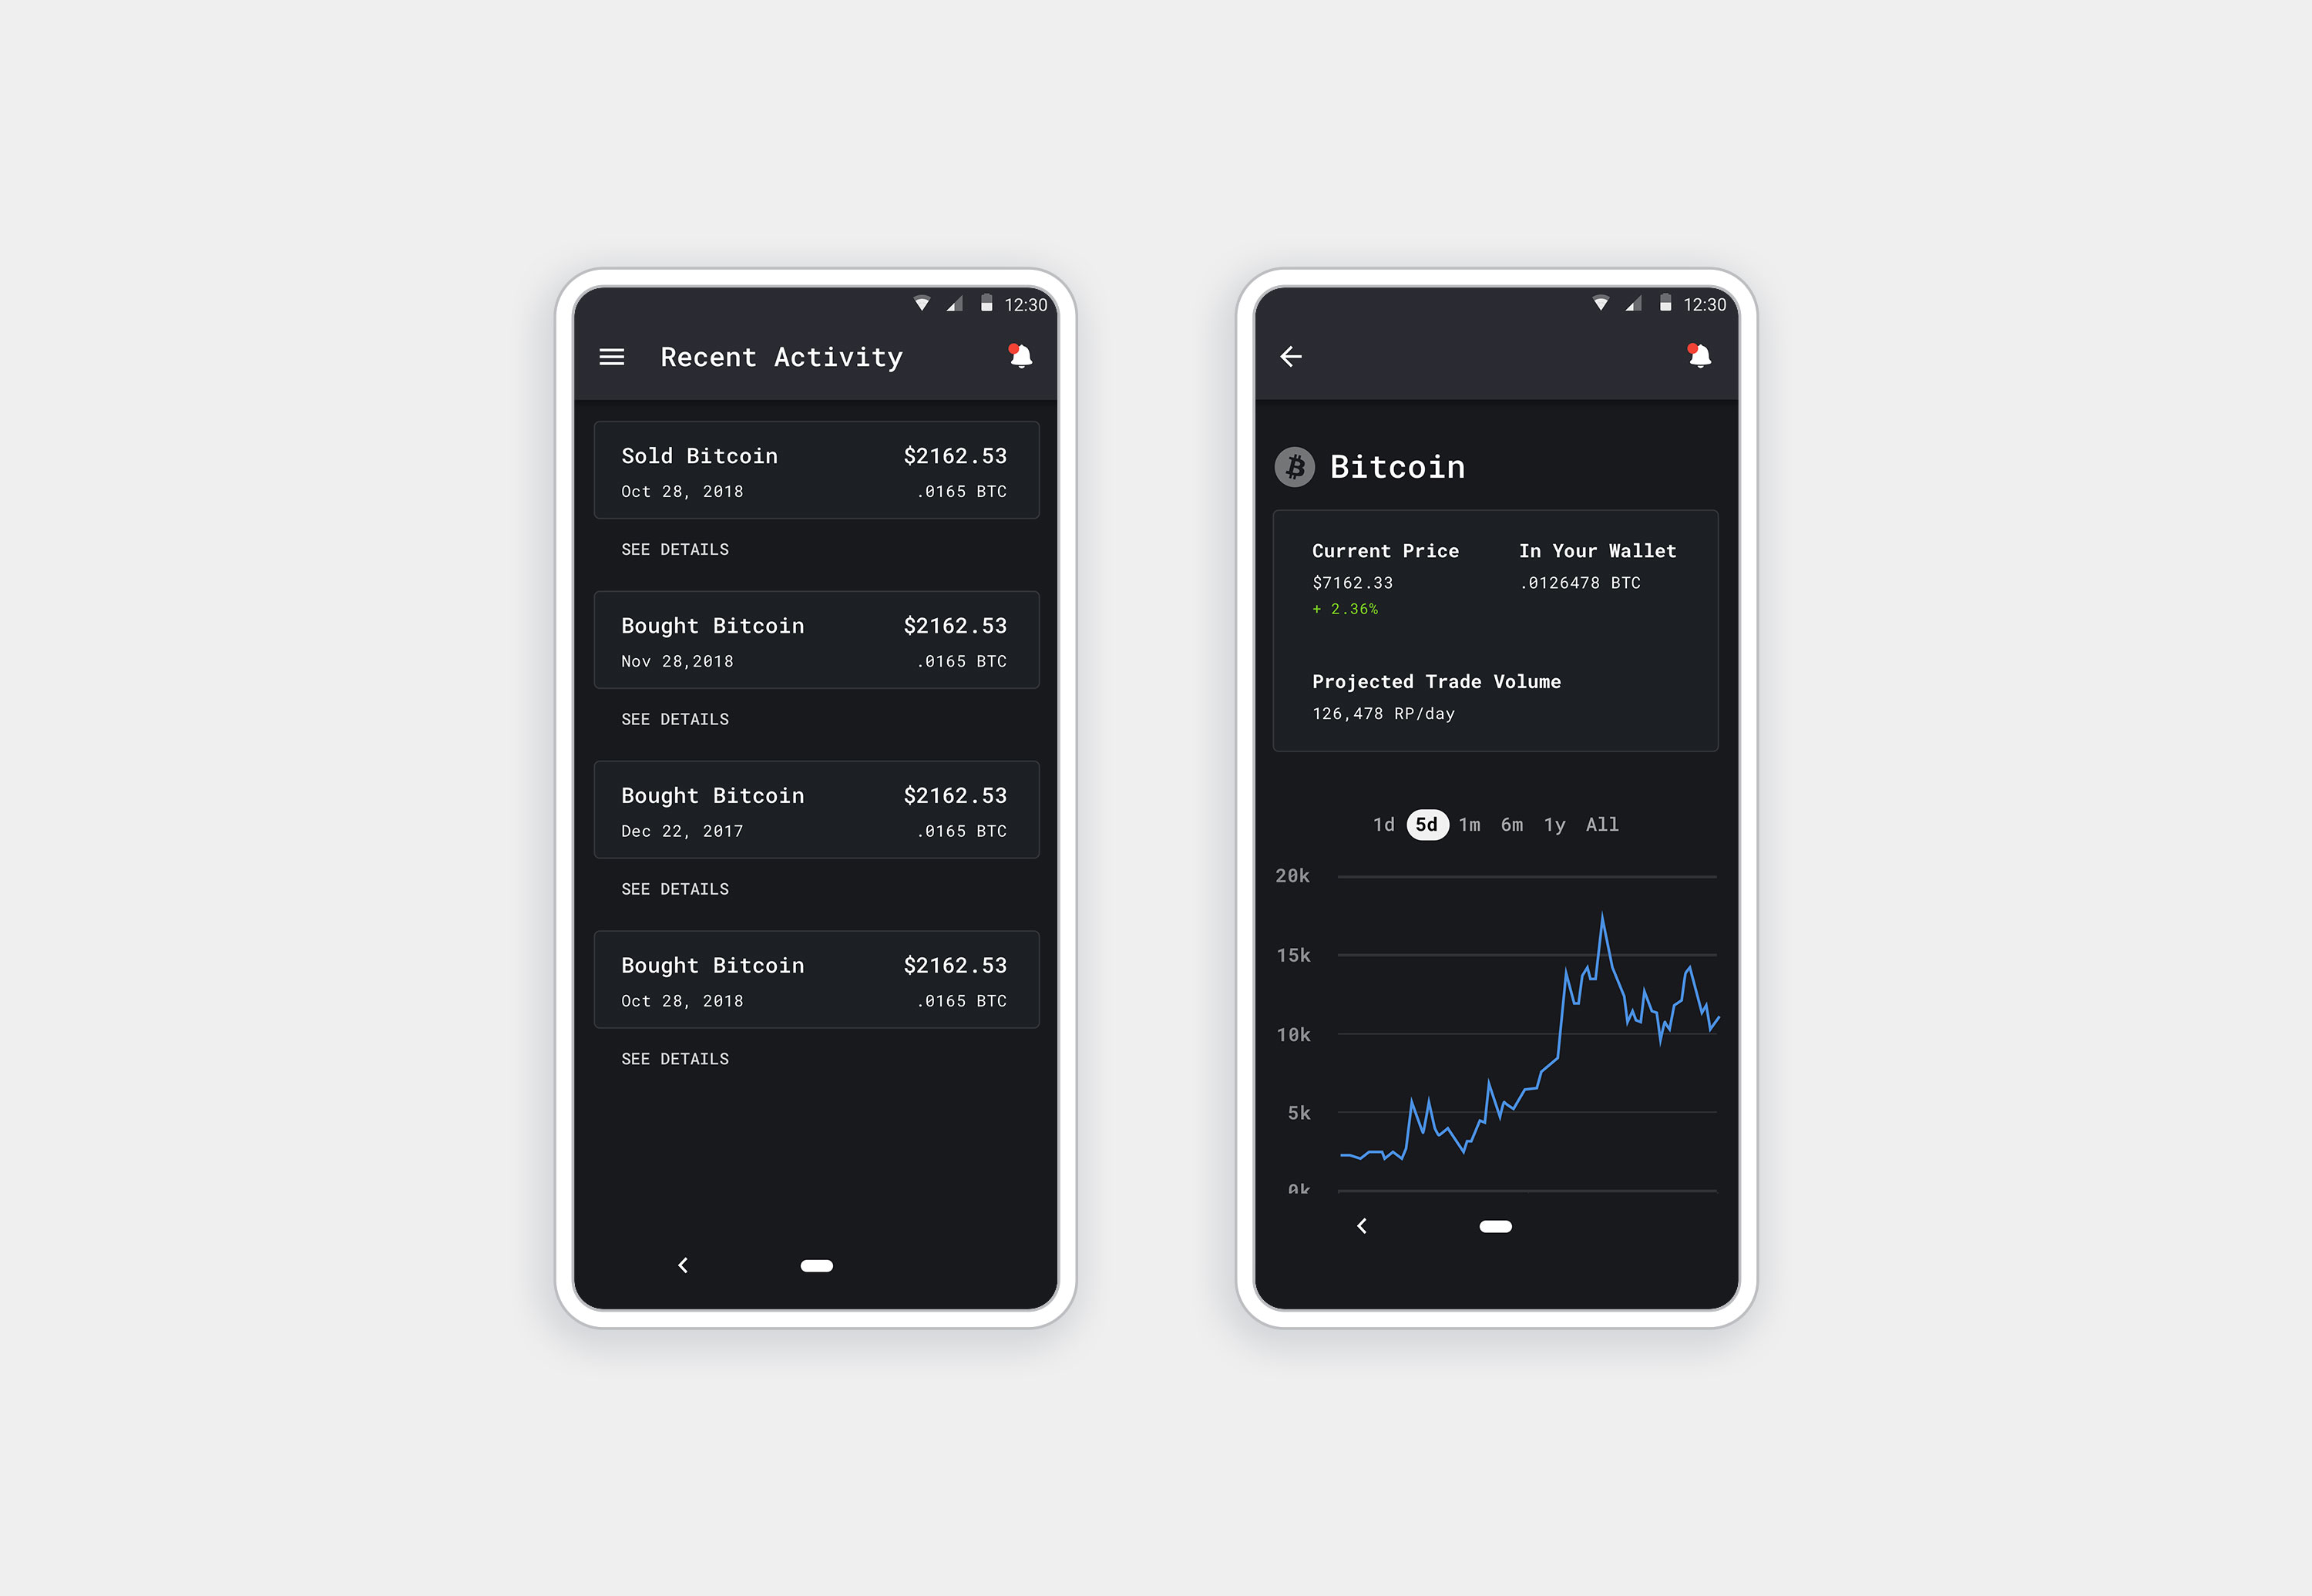 12:30
Recent Activity
Sold Bitcoin $2162.53
Oct 28, 2018 .0165 BTC
SEE DETAILS
Bought Bitcoin $2162.53
Nov 28,2018 .0165 BTC
SEE DETAILS
Bought Bitcoin $2162.53
Dec 22, 2017 .0165 BTC
SEE DETAILS
Bought Bitcoin $2162.53
Oct 28, 2018 .0165 BTC
SEE DETAILS
12:30
Bitcoin
Current Price In Your Wallet
$7162.33 .0126478 BTC
+ 2.36%
Projected Trade Volume
126,478 RP/day
1d 5d 1m 6m 1y All
20k
15k
10k
5k
0k